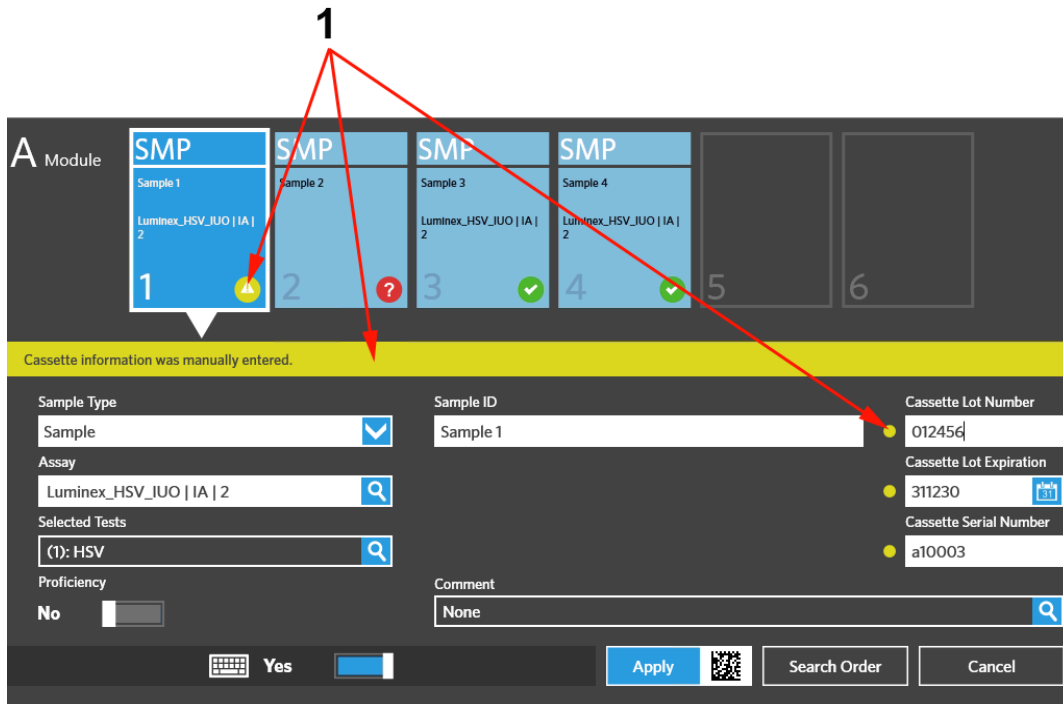 1
A Module
SMP
Sample 1
Luminex_HSV_IUO | IA |
2
1
SMP
Sample 2
2
?
SMP
Sample 3
Luminex_HSV_IUO | IA |
2
3
SMP
Sample 4
Luminex_HSV_IUO | IA |
2
4
5
6
Cassette information was manually entered.
Sample Type
Sample
Assay
Luminex_HSV_IUO | IA | 2
Selected Tests
(1): HSV
Proficiency
No
Sample ID
Sample 1
Comment
None
Cassette Lot Number
012456
Cassette Lot Expiration
311230
31
Cassette Serial Number
a10003
Yes
Apply
Search Order
Cancel